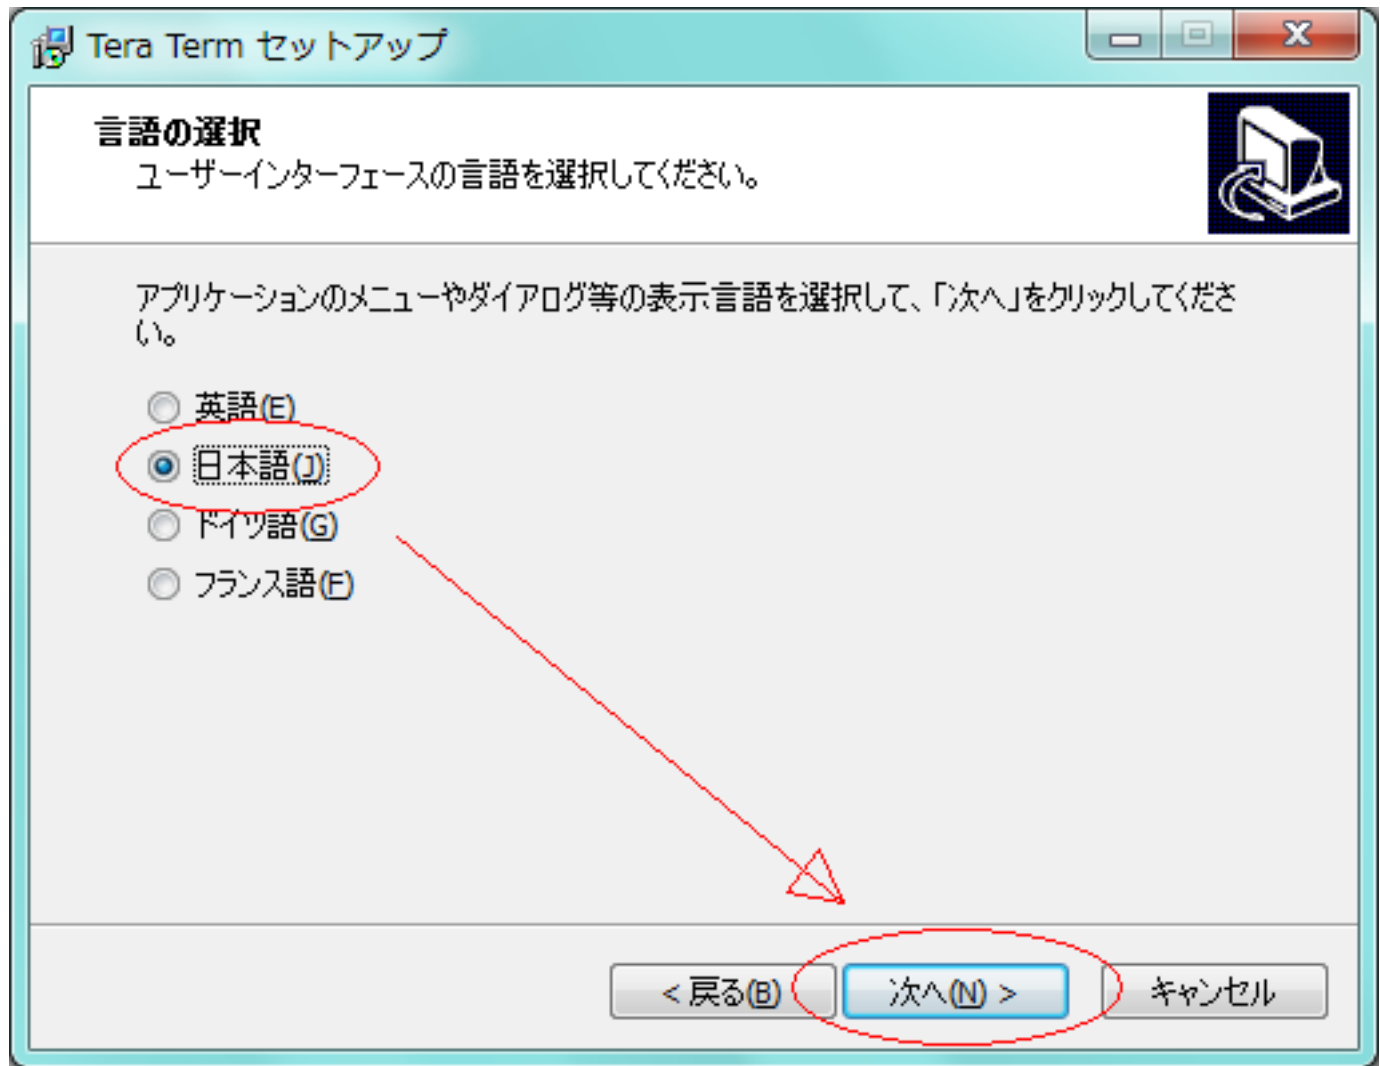 Tera Term セットアップ
言語の選択
ユーザーインターフェースの言語を選択してください。
アプリケーションのメニューやダイアログ等の表示言語を選択して、「次へ」をクリックしてくださ
い。
英語(E)
日本語(J)
ドイツ語(G)
フランス語(F)
< 戻る(B) 次へ(N) > キャンセル